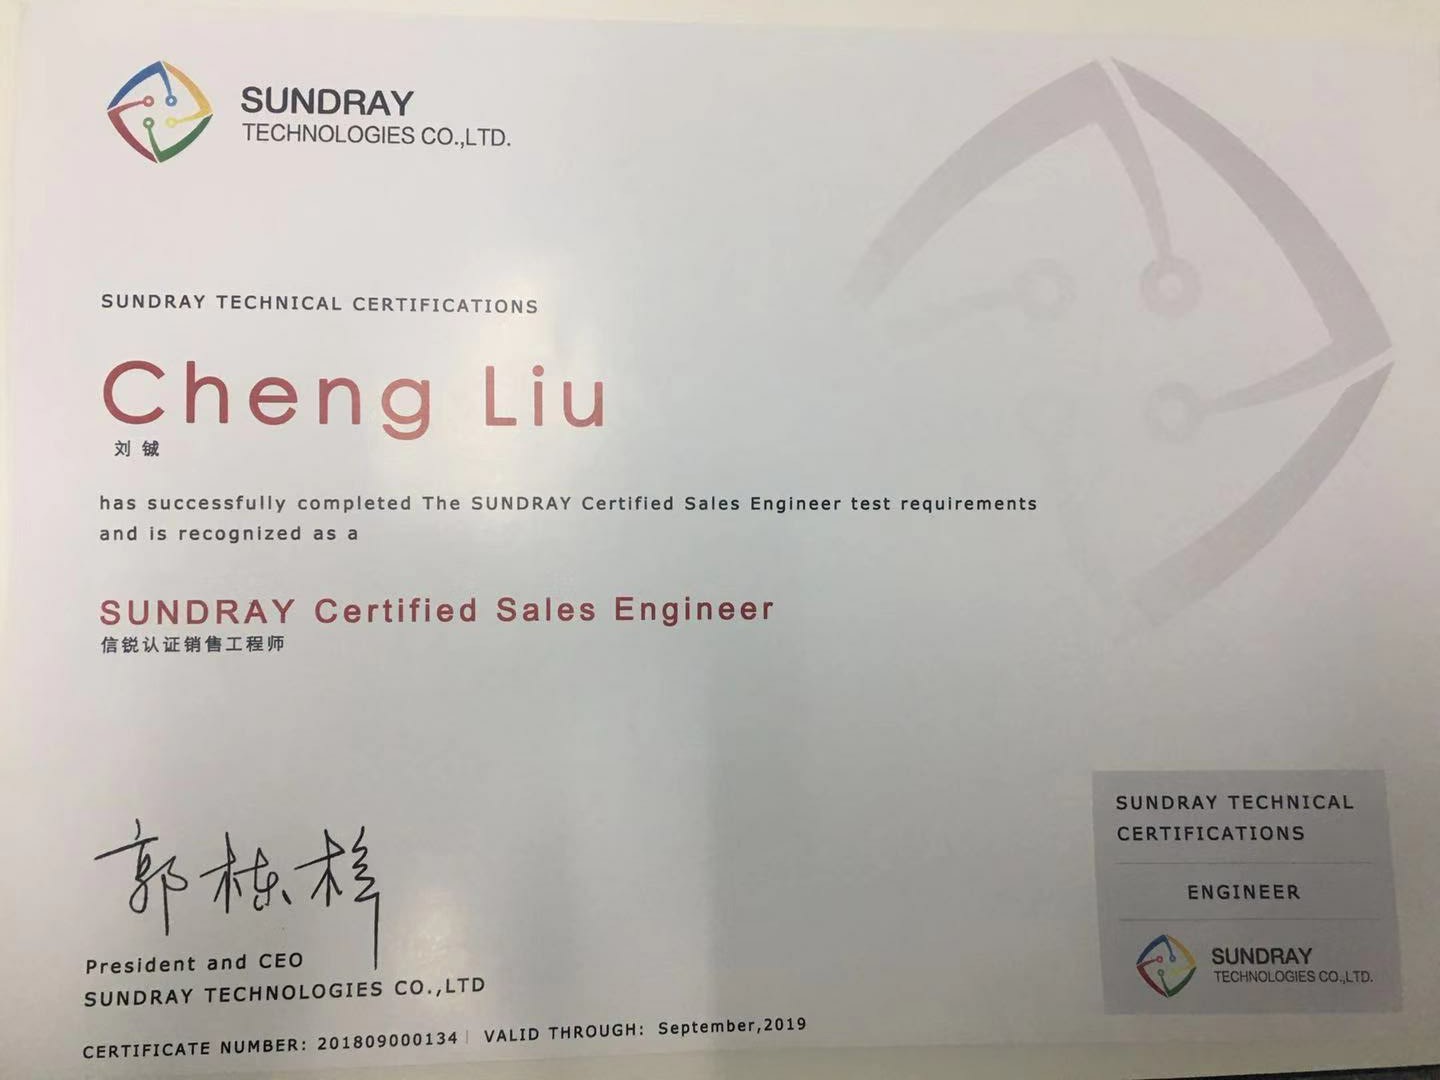 SUNDRAY
TECHNOLOGIES CO.,LTD.
SUNDRAY TECHNICAL CERTIFICATIONS
Cheng Liu
刘 铖
has successfully completed The SUNDRAY Certified Sales Engineer test requirements
and is recognized as a
SUNDRAY Certified Sales Engineer
信锐认证销售工程师
郭栋梓
President and CEO
SUNDRAY TECHNOLOGIES CO.,LTD
CERTIFICATE NUMBER: 201809000134 | VALID THROUGH: September,2019
SUNDRAY TECHNICAL
CERTIFICATIONS
ENGINEER
SUNDRAY
TECHNOLOGIES CO.,LTD.